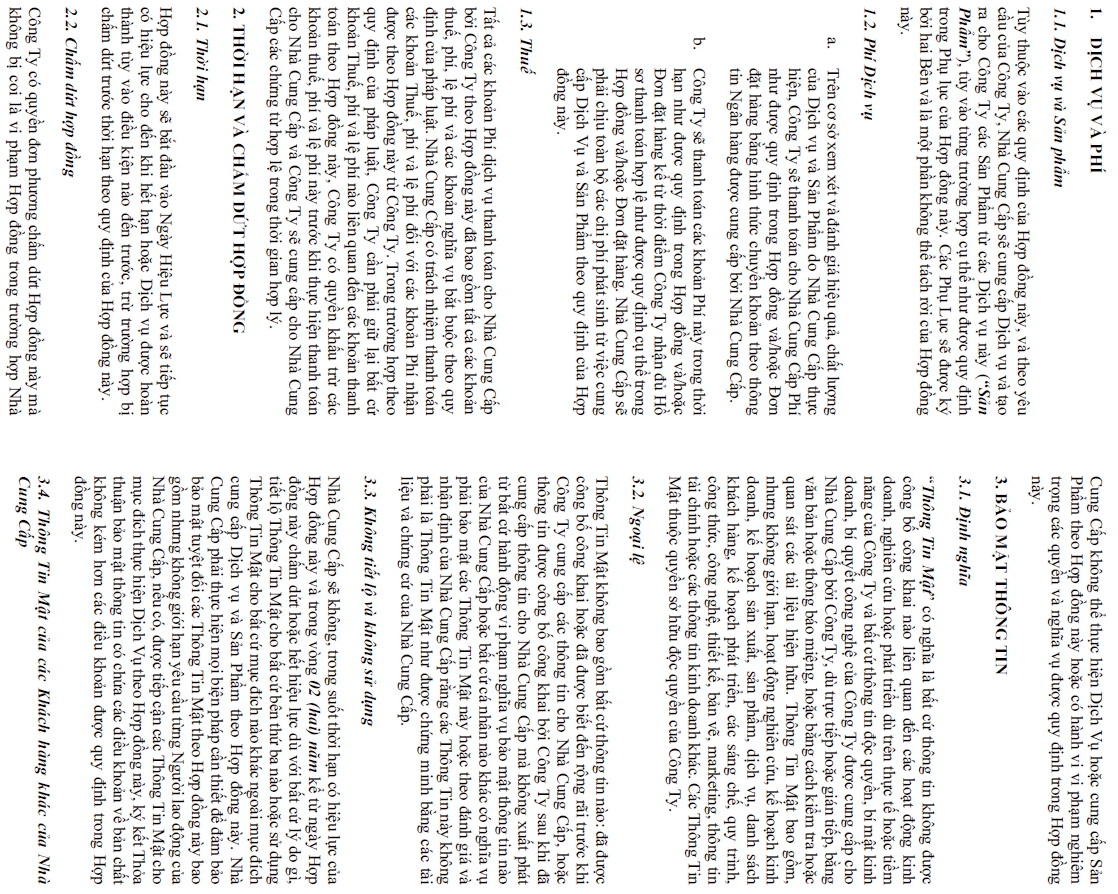 1. DỊCH VỤ VÀ PHÍ
1.1. Dịch vụ và Sản phẩm
Tùy thuộc vào các quy định của Hợp đồng này, và theo yêu
cầu của Công Ty, Nhà Cung Cấp sẽ cung cấp Dịch vụ và tạo
ra cho Công Ty các Sản Phẩm từ các Dịch vụ này (“Sản
Phẩm”), tùy vào từng trường hợp cụ thể như được quy định
trong Phụ lục của Hợp đồng này. Các Phụ Lục sẽ được ký
bởi hai Bên và là một phần không thể tách rời của Hợp đồng
này.
1.2. Phí Dịch vụ
a. Trên cơ sở xem xét và đánh giá hiệu quả, chất lượng
của Dịch vụ và Sản Phẩm do Nhà Cung Cấp thực
hiện, Công Ty sẽ thanh toán cho Nhà Cung Cấp Phí
như được quy định trong Hợp đồng và/hoặc Đơn
đặt hàng bằng hình thức chuyển khoản theo thông
tin Ngân hàng được cung cấp bởi Nhà Cung Cấp.
b. Công Ty sẽ thanh toán các khoản Phí này trong thời
hạn như được quy định trong Hợp đồng và/hoặc
Đơn đặt hàng kể từ thời điểm Công Ty nhận đủ Hồ
sơ thanh toán hợp lệ như được quy định cụ thể trong
Hợp đồng và/hoặc Đơn đặt hàng. Nhà Cung Cấp sẽ
phải chịu toàn bộ các chi phí phát sinh từ việc cung
cấp Dịch Vụ và Sản Phẩm theo quy định của Hợp
đồng này.
1.3. Thuế
Tất cả các khoản Phí dịch vụ thanh toán cho Nhà Cung Cấp
bởi Công Ty theo Hợp đồng này đã bao gồm tất cả các khoản
thuế, phí, lệ phí và các khoản nghĩa vụ bắt buộc theo quy
định của pháp luật. Nhà Cung Cấp có trách nhiệm thanh toán
các khoản Thuế, phí và lệ phí đối với các khoản Phí nhận
được theo Hợp đồng này từ Công Ty. Trong trường hợp theo
quy định của pháp luật, Công Ty cần phải giữ lại bất cứ
khoản Thuế, phí và lệ phí nào liên quan đến các khoản thanh
toán theo Hợp đồng này, Công Ty có quyền khấu trừ các
khoản thuế, phí và lệ phí này trước khi thực hiện thanh toán
cho Nhà Cung Cấp và Công Ty sẽ cung cấp cho Nhà Cung
Cấp các chứng từ hợp lệ trong thời gian hợp lý.
2. THỜI HẠN VÀ CHẤM DỨT HỢP ĐỒNG
2.1. Thời hạn
Hợp đồng này sẽ bắt đầu vào Ngày Hiệu Lực và sẽ tiếp tục
có hiệu lực cho đến khi hết hạn hoặc Dịch vụ được hoàn
thành tùy vào điều kiện nào đến trước, trừ trường hợp bị
chấm dứt trước thời hạn theo quy định của Hợp đồng này.
2.2. Chấm dứt hợp đồng
Công Ty có quyền đơn phương chấm dứt Hợp đồng này mà
không bị coi là vi phạm Hợp đồng trong trường hợp Nhà
Cung Cấp không thể thực hiện Dịch Vụ hoặc cung cấp Sản
Phẩm theo Hợp đồng này hoặc có hành vi vi phạm nghiêm
trọng các quyền và nghĩa vụ được quy định trong Hợp đồng
này.
3. BẢO MẬT THÔNG TIN
3.1. Định nghĩa
“Thông Tin Mật” có nghĩa là bất cứ thông tin không được
công bố công khai nào liên quan đến các hoạt động kinh
doanh, nghiên cứu hoặc phát triển dù trên thực tế hoặc tiềm
năng của Công Ty và bất cứ thông tin độc quyền, bí mật kinh
doanh, bí quyết công nghệ của Công Ty được cung cấp cho
Nhà Cung Cấp bởi Công Ty, dù trực tiếp hoặc gián tiếp, bằng
văn bản hoặc thông báo miệng, hoặc bằng cách kiểm tra hoặc
quan sát các tài liệu hiện hữu. Thông Tin Mật bao gồm,
nhưng không giới hạn, hoạt động nghiên cứu, kế hoạch kinh
doanh, kế hoạch sản xuất, sản phẩm, dịch vụ, danh sách
khách hàng, kế hoạch phát triển, các sáng chế, quy trình,
công thức, công nghệ, thiết kế, bản vẽ, marketing, thông tin
tài chính hoặc các thông tin kinh doanh khác. Các Thông Tin
Mật thuộc quyền sở hữu độc quyền của Công Ty.
3.2. Ngoại lệ
Thông Tin Mật không bao gồm bất cứ thông tin nào: đã được
công bố công khai hoặc đã được biết đến rộng rãi trước khi
Công Ty cung cấp các thông tin cho Nhà Cung Cấp, hoặc
thông tin được công bố công khai bởi Công Ty sau khi đã
cung cấp thông tin cho Nhà Cung Cấp mà không xuất phát
từ bất cứ hành động vi phạm nghĩa vụ bảo mật thông tin nào
của Nhà Cung Cấp hoặc bất cứ cá nhân nào khác có nghĩa vụ
phải bảo mật các Thông Tin Mật này hoặc theo đánh giá và
nhận định của Nhà Cung Cấp rằng các Thông Tin này không
phải là Thông Tin Mật như được chứng minh bằng các tài
liệu và chứng cứ của Nhà Cung Cấp.
3.3. Không tiết lộ và không sử dụng
Nhà Cung Cấp sẽ không, trong suốt thời hạn có hiệu lực của
Hợp đồng này và trong vòng 02 (hai) năm kể từ ngày Hợp
đồng này chấm dứt hoặc hết hiệu lực dù với bất cứ lý do gì,
tiết lộ Thông Tin Mật cho bất cứ bên thứ ba nào hoặc sử dụng
Thông Tin Mật cho bất cứ mục đích nào khác ngoài mục đích
cung cấp Dịch vụ và Sản Phẩm theo Hợp đồng này. Nhà
Cung Cấp phải thực hiện mọi biện pháp cần thiết để đảm bảo
bảo mật tuyệt đối các Thông Tin Mật theo Hợp đồng này bao
gồm nhưng không giới hạn yêu cầu từng Người lao động của
Nhà Cung Cấp, nếu có, được tiếp cận các Thông Tin Mật cho
mục đích thực hiện Dịch Vụ theo Hợp đồng này, ký kết Thỏa
thuận bảo mật thông tin có chứa các điều khoản về bản chất
không kém hơn các điều khoản được quy định trong Hợp
đồng này.
3.4. Thông Tin Mật của các Khách hàng khác của Nhà
Cung Cấp